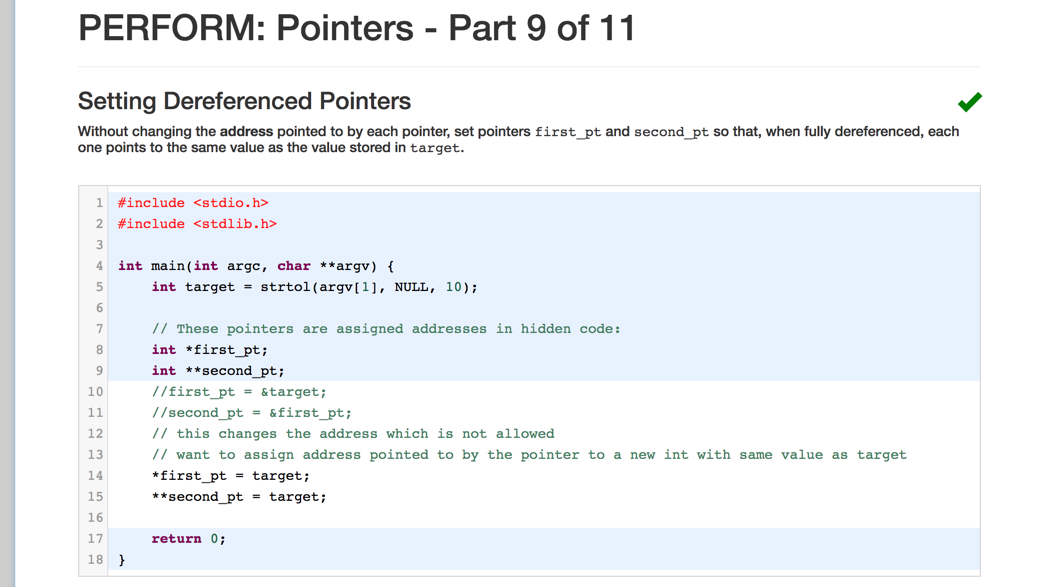 PERFORM: Pointers - Part 9 of 11
Setting Dereferenced Pointers
Without changing the address pointed to by each pointer, set pointers first_pt and second_pt so that, when fully dereferenced, each
one points to the same value as the value stored in target.
1 #include <stdio.h>
2 #include <stdlib.h>
3
4 int main(int argc, char **argv) {
5     int target = strtol(argv[1], NULL, 10);
6
7     // These pointers are assigned addresses in hidden code:
8     int *first_pt;
9     int **second_pt;
10     //first_pt = &target;
11     //second_pt = &first_pt;
12     // this changes the address which is not allowed
13     // want to assign address pointed to by the pointer to a new int with same value as target
14     *first_pt = target;
15     **second_pt = target;
16
17     return 0;
18 }